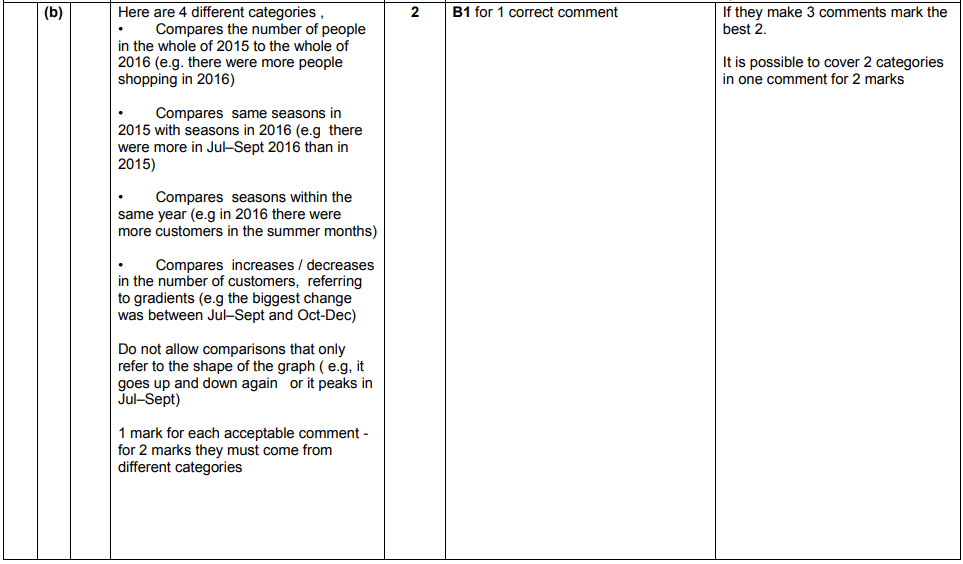 (b)
Here are 4 different categories ,
• Compares the number of people
in the whole of 2015 to the whole of
2016 (e.g. there were more people
shopping in 2016)
• Compares same seasons in
2015 with seasons in 2016 (e.g there
were more in Jul–Sept 2016 than in
2015)
• Compares seasons within the
same year (e.g in 2016 there were
more customers in the summer months)
• Compares increases / decreases
in the number of customers, referring
to gradients (e.g the biggest change
was between Jul–Sept and Oct-Dec)
Do not allow comparisons that only
refer to the shape of the graph ( e.g, it
goes up and down again or it peaks in
Jul–Sept)
1 mark for each acceptable comment -
for 2 marks they must come from
different categories
2
B1 for 1 correct comment
If they make 3 comments mark the
best 2.
It is possible to cover 2 categories
in one comment for 2 marks